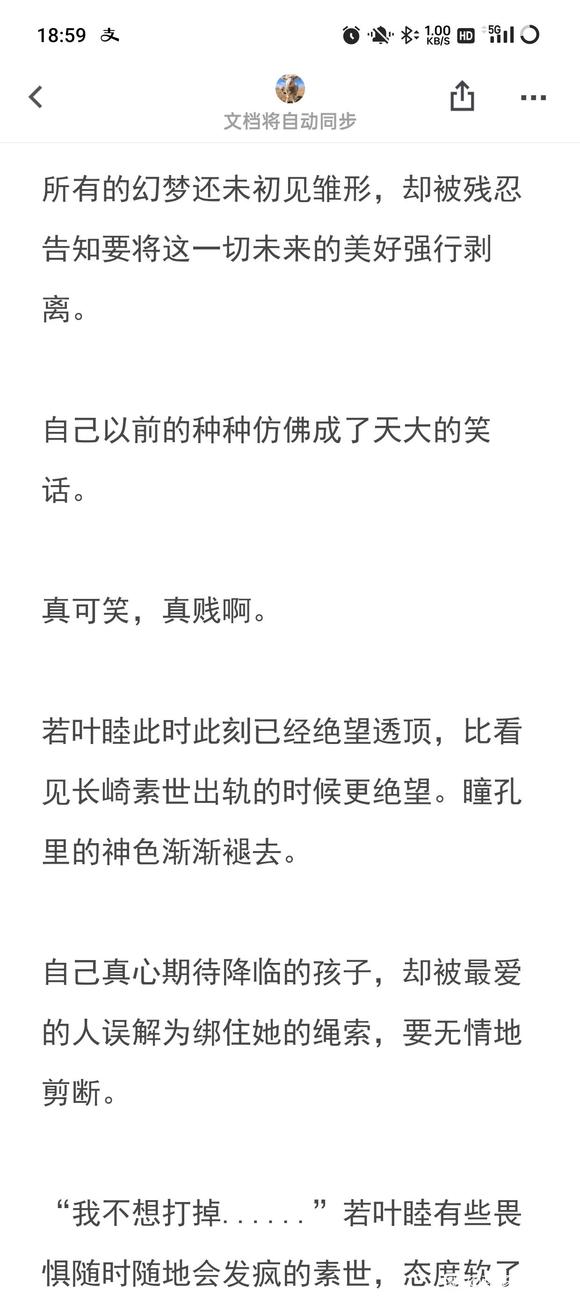 18:59 支 1.00 KB/S HD 5G
文档将自动同步
所有的幻梦还未初见雏形，却被残忍
告知要将这一切未来的美好强行剥
离。
自己以前的种种仿佛成了天大的笑
话。
真可笑，真贱啊。
若叶睦此时此刻已经绝望透顶，比看
见长崎素世出轨的时候更绝望。瞳孔
里的神色渐渐褪去。
自己真心期待降临的孩子，却被最爱
的人误解为绑住她的绳索，要无情地
剪断。
“我不想打掉......”若叶睦有些畏
惧随时随地会发疯的素世，态度软了